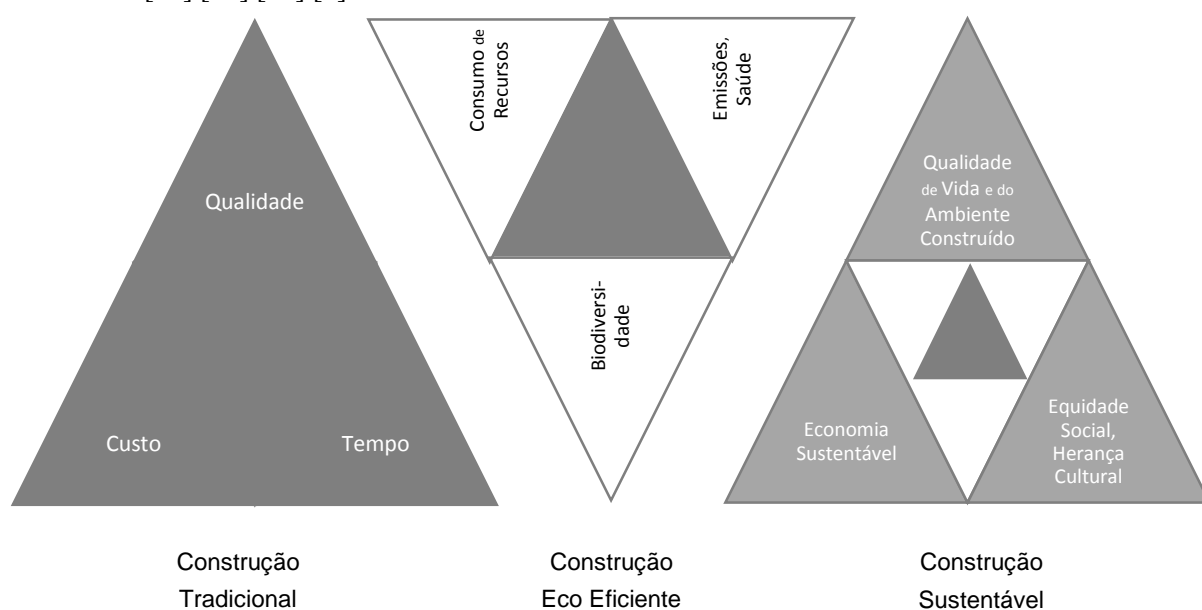 Qualidade
Custo
Tempo
Consumo de
Recursos
Emissões,
Saúde
Biodiversi-
dade
Qualidade
de Vida e do
Ambiente
Construído
Economia
Sustentável
Equidade
Social,
Herança
Cultural
Construção
Tradicional
Construção
Eco Eficiente
Construção
Sustentável